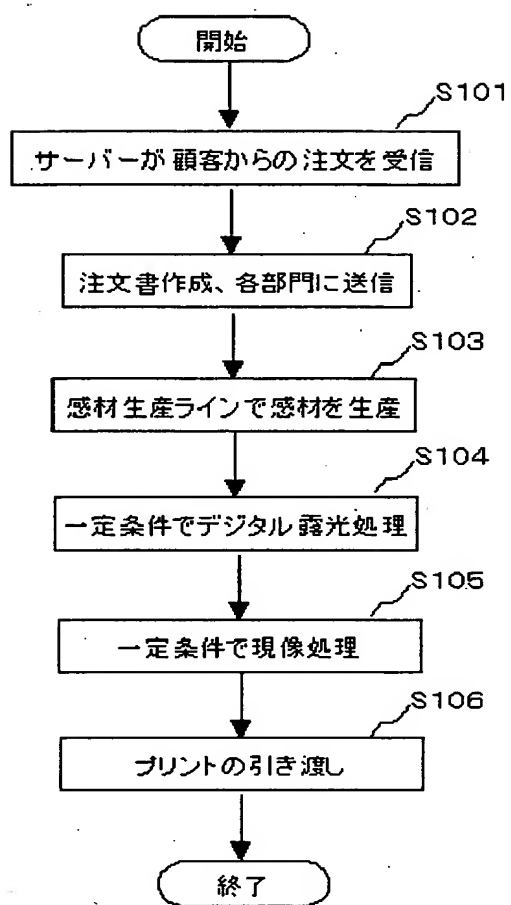 開始
S101
サーバーが顧客からの注文を受信
S102
注文書作成、各部門に送信
S103
感材生産ラインで感材を生産
S104
一定条件でデジタル露光処理
S105
一定条件で現像処理
S106
プリントの引き渡し
終了